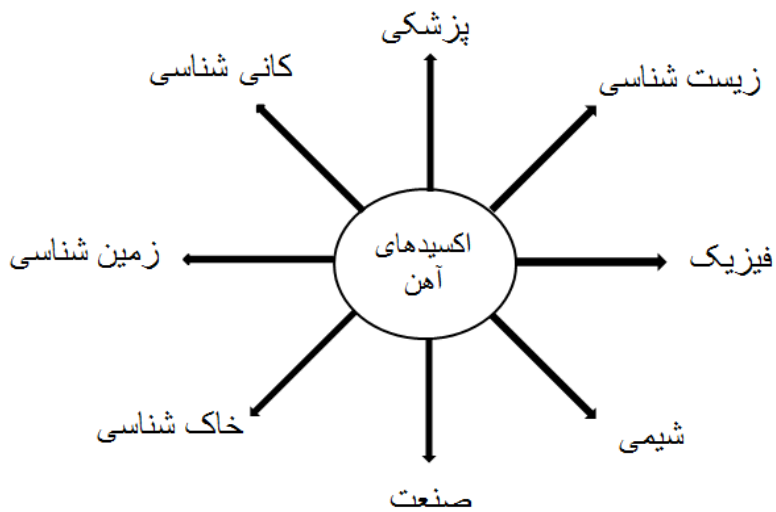 پزشکی
کانی شناسی
زیست شناسی
اکسیدهای
آهن
زمین شناسی
فیزیک
خاک شناسی
شیمی
صنعت